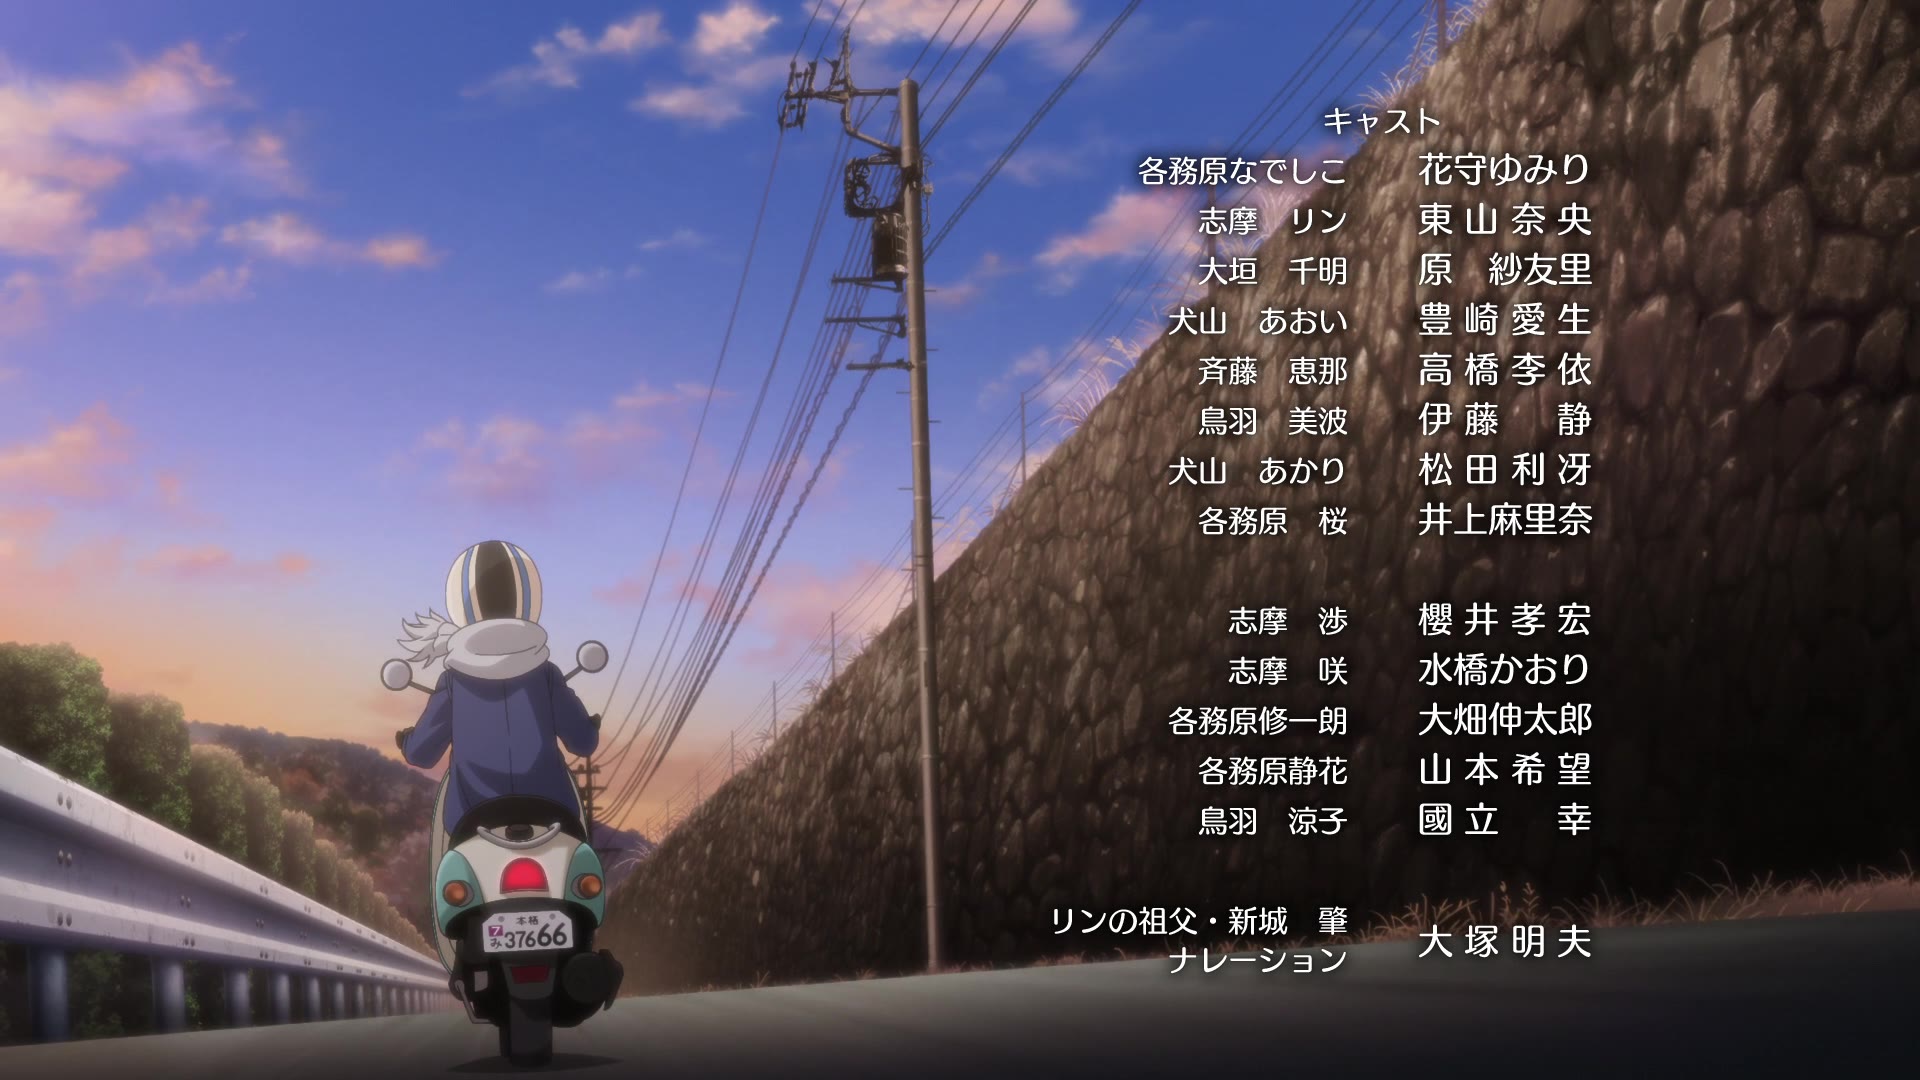 キャスト
各務原なでしこ 花守ゆみり
志摩 リン 東山奈央
大垣 千明 原 紗友里
犬山 あおい 豊崎愛生
斉藤 恵那 高橋李依
鳥羽 美波 伊藤 静
犬山 あかり 松田利冴
各務原 桜 井上麻里奈
志摩 渉 櫻井孝宏
志摩 咲 水橋かおり
各務原修一朗 大畑伸太郎
各務原静花 山本希望
鳥羽 涼子 國立 幸
リンの祖父・新城 肇
ナレーション
大塚明夫
本栖
7
み
37666